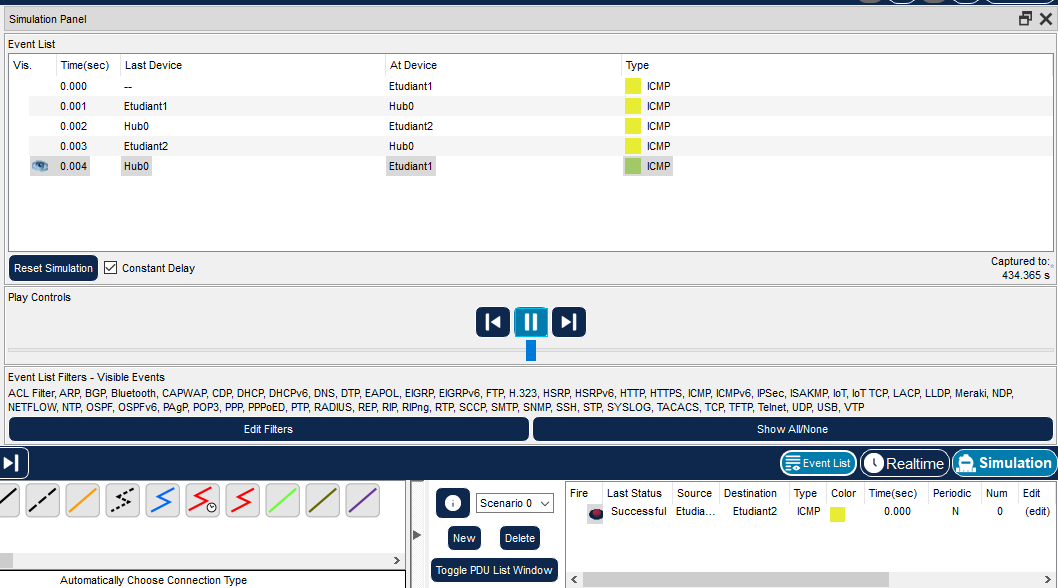 Simulation Panel
Event List
Vis. Time(sec) Last Device At Device Type
0.000 -- Etudiant1 ICMP
0.001 Etudiant1 Hub0 ICMP
0.002 Hub0 Etudiant2 ICMP
0.003 Etudiant2 Hub0 ICMP
0.004 Hub0 Etudiant1 ICMP
Reset Simulation Constant Delay
Captured to:
434.365 s
Play Controls
Event List Filters - Visible Events
ACL Filter, ARP, BGP, Bluetooth, CAPWAP, CDP, DHCP, DHCPv6, DNS, DTP, EAPOL, EIGRP, EIGRPv6, FTP, H.323, HSRP, HSRPv6, HTTP, HTTPS, ICMP, ICMPv6, IPSec, ISAKMP, IoT, IoT TCP, LACP, LLDP, Meraki, NDP,
NETFLOW, NTP, OSPF, OSPFv6, PAgP, POP3, PPP, PPPoED, PTP, RADIUS, REP, RIP, RIPng, RTP, SCCP, SMTP, SNMP, SSH, STP, SYSLOG, TACACS, TCP, TFTP, Telnet, UDP, USB, VTP
Edit Filters Show All/None
Event List Realtime Simulation
Scenario 0
New Delete
Toggle PDU List Window
Fire Last Status Source Destination Type Color Time(sec) Periodic Num Edit
Successful Etudia... Etudiant2 ICMP 0.000 N 0 (edit)
Automatically Choose Connection Type